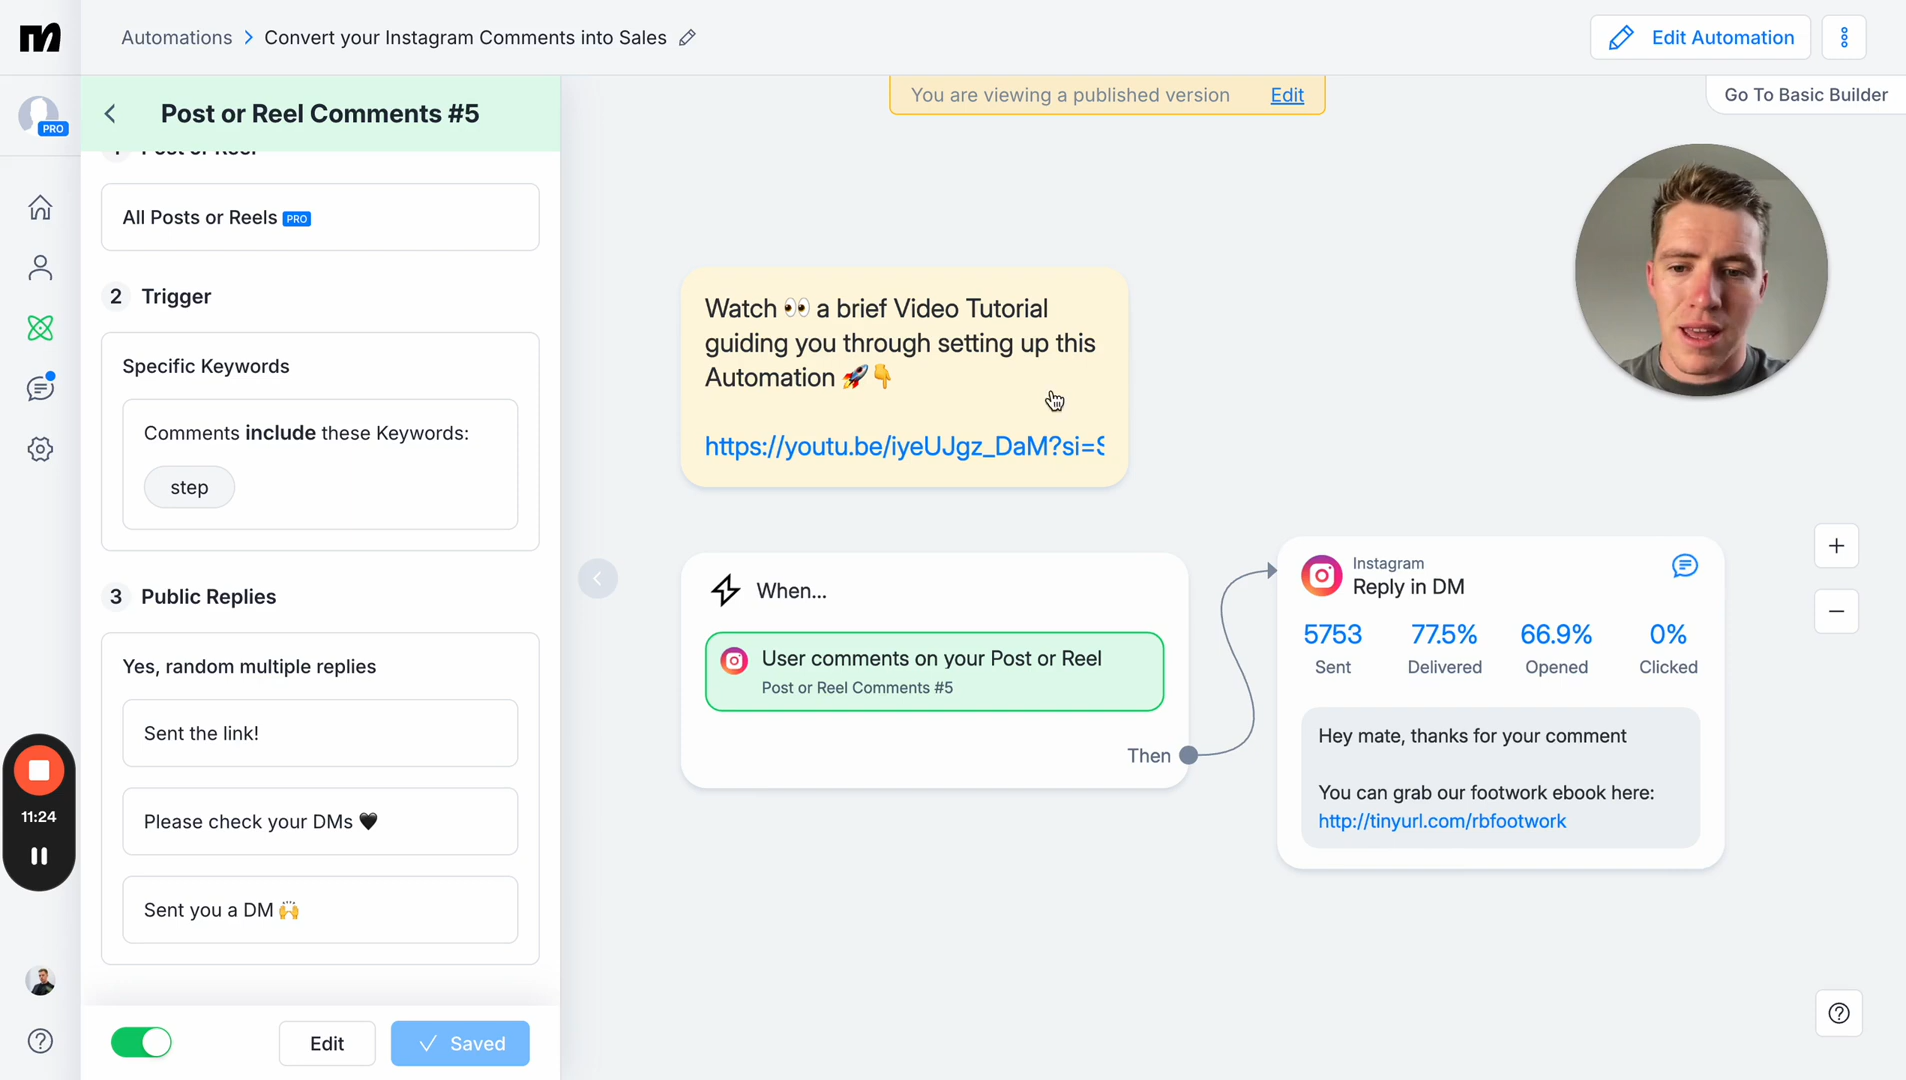 Automations > Convert your Instagram Comments into Sales
Edit Automation
PRO
Post or Reel Comments #5
You are viewing a published version Edit
Go To Basic Builder
1 Post or Reel
All Posts or Reels PRO
2 Trigger
Specific Keywords
Comments include these Keywords:
step
3 Public Replies
Yes, random multiple replies
Sent the link!
Please check your DMs 🖤
Sent you a DM 🙌
Edit
✓ Saved
11:24
Watch 👀 a brief Video Tutorial
guiding you through setting up this
Automation 🚀👇
https://youtu.be/iyeUJgz_DaM?si=
When...
User comments on your Post or Reel
Post or Reel Comments #5
Then
Instagram
Reply in DM
5753 77.5% 66.9% 0%
Sent Delivered Opened Clicked
Hey mate, thanks for your comment
You can grab our footwork ebook here:
http://tinyurl.com/rbfootwork